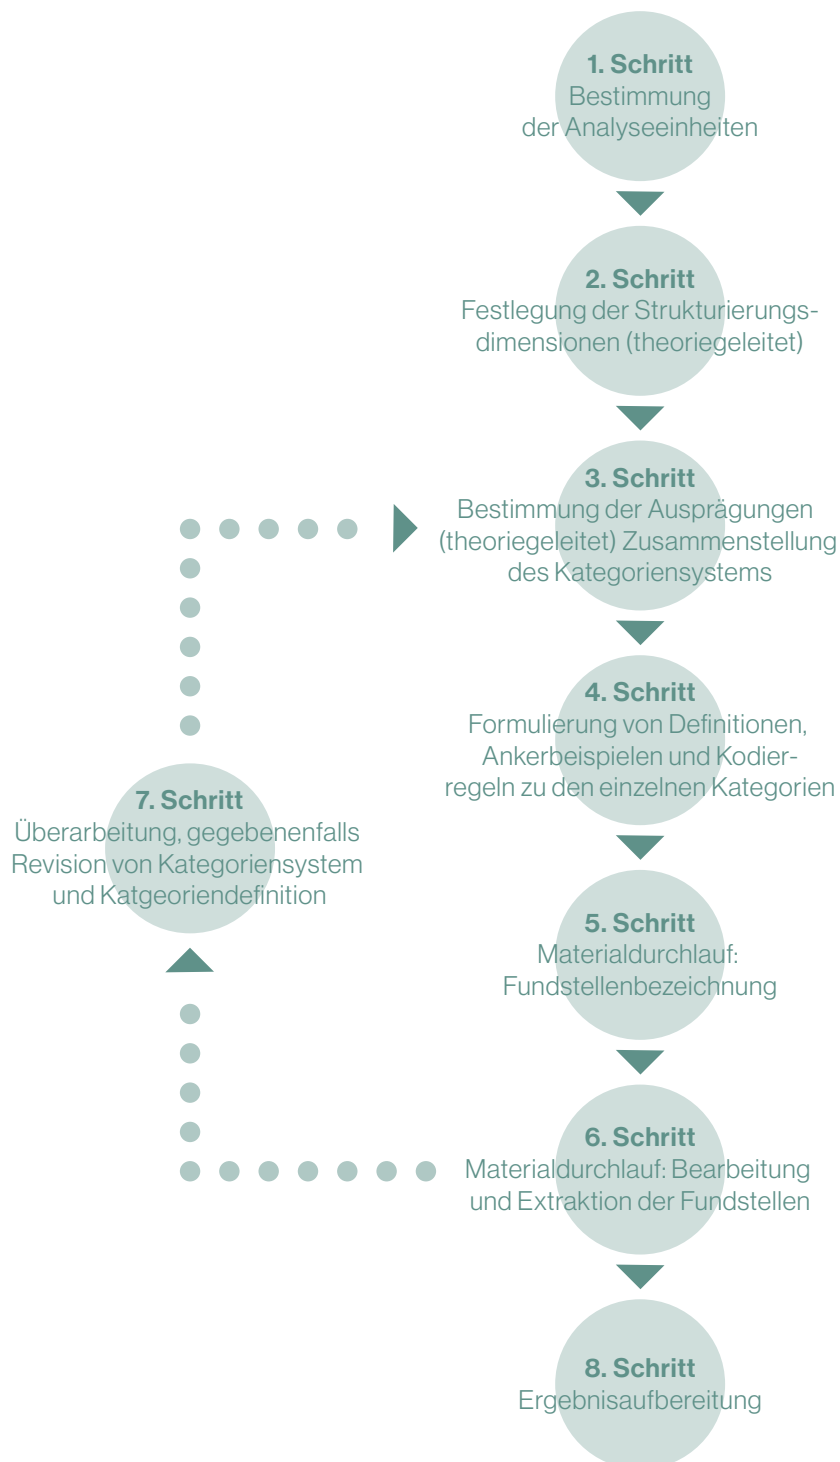 1. Schritt
Bestimmung
der Analyseeinheiten
2. Schritt
Festlegung der Strukturierungs-
dimensionen (theoriegeleitet)
3. Schritt
Bestimmung der Ausprägungen
(theoriegeleitet) Zusammenstellung
des Kategoriensystems
4. Schritt
Formulierung von Definitionen,
Ankerbeispielen und Kodier-
regeln zu den einzelnen Kategorien
5. Schritt
Materialdurchlauf:
Fundstellenbezeichnung
6. Schritt
Materialdurchlauf: Bearbeitung
und Extraktion der Fundstellen
7. Schritt
Überarbeitung, gegebenenfalls
Revision von Kategoriensystem
und Katgeoriendefinition
8. Schritt
Ergebnisaufbereitung